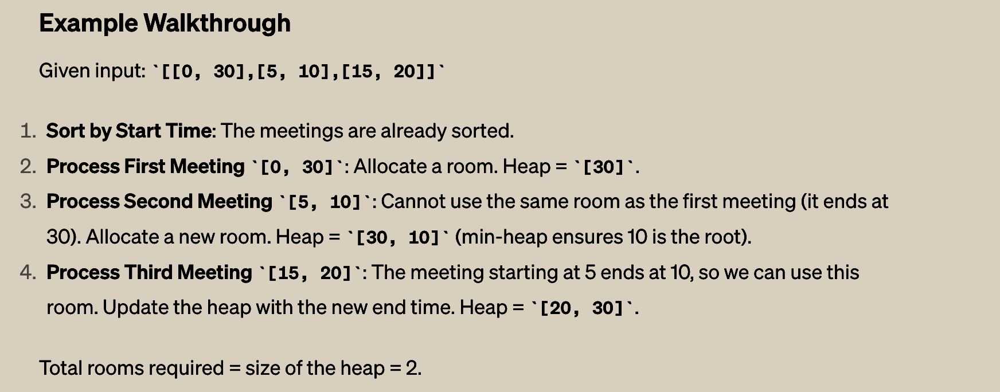 Example Walkthrough
Given input: `[[0, 30],[5, 10],[15, 20]]`
1. Sort by Start Time: The meetings are already sorted.
2. Process First Meeting `[0, 30]`: Allocate a room. Heap = `[30]`.
3. Process Second Meeting `[5, 10]`: Cannot use the same room as the first meeting (it ends at
30). Allocate a new room. Heap = `[30, 10]` (min-heap ensures 10 is the root).
4. Process Third Meeting `[15, 20]`: The meeting starting at 5 ends at 10, so we can use this
room. Update the heap with the new end time. Heap = `[20, 30]`.
Total rooms required = size of the heap = 2.